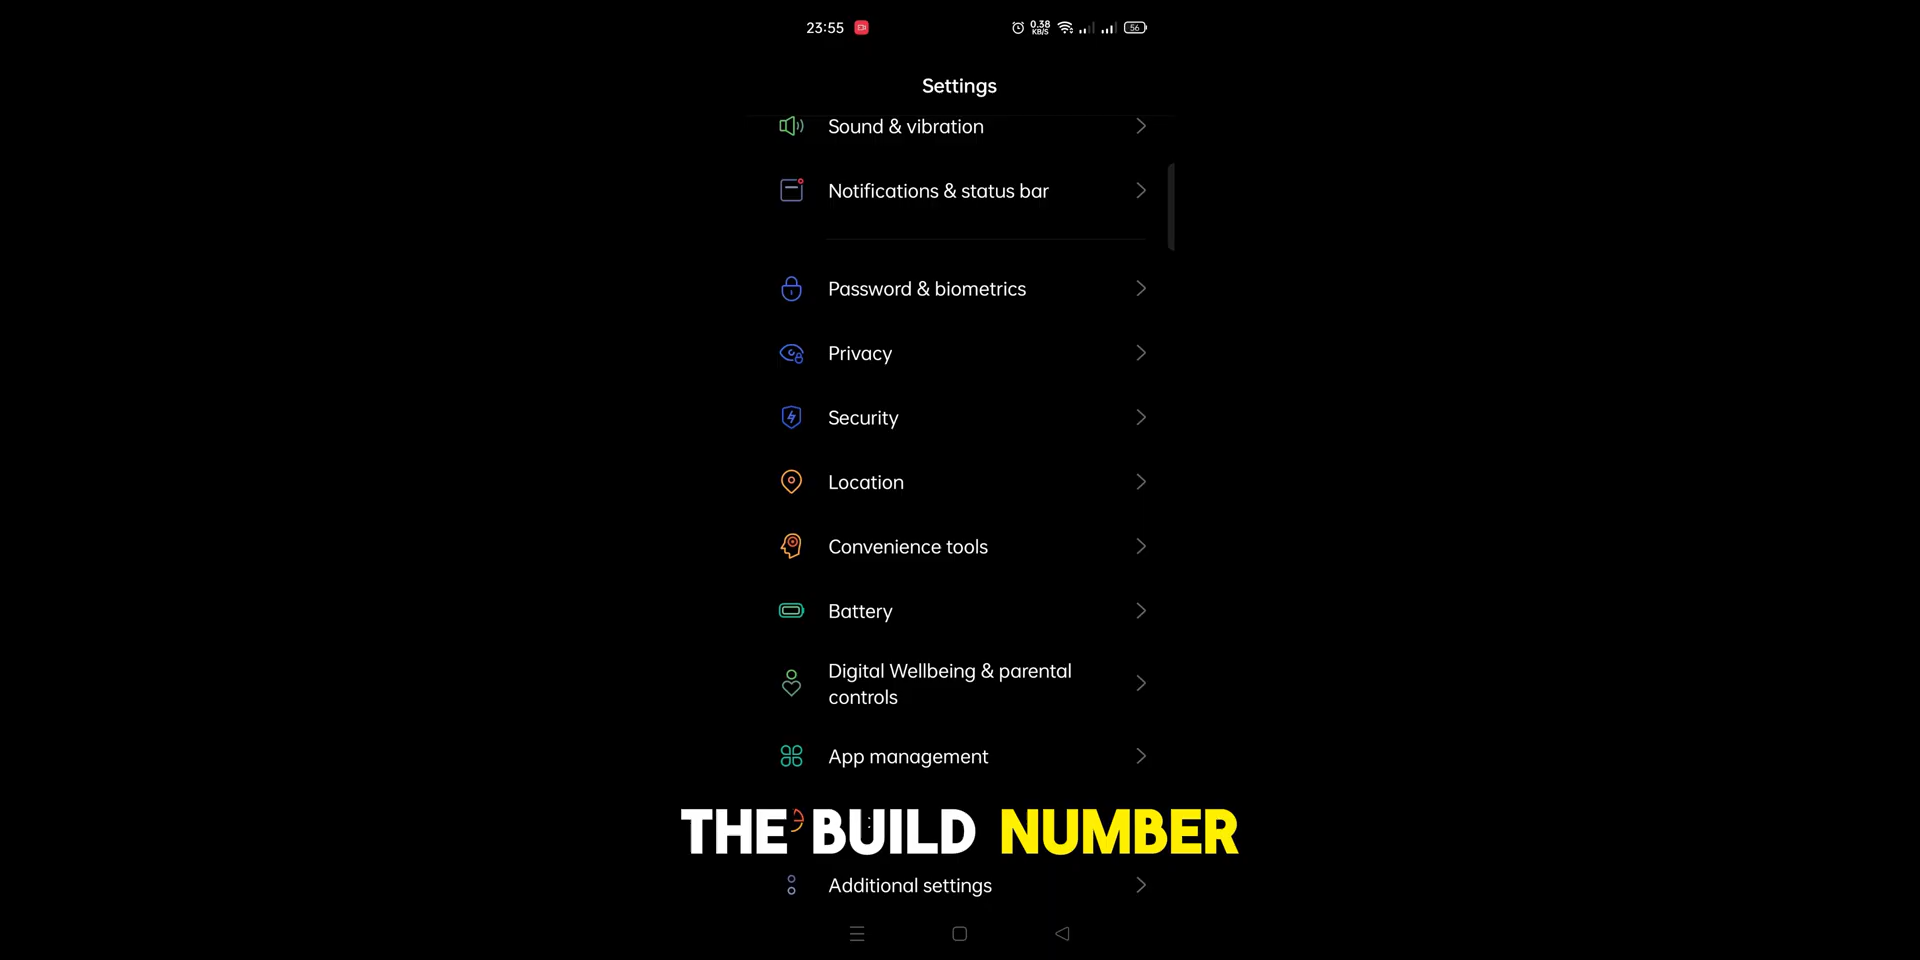 23:55
0.38
KB/S
56
Settings
Sound & vibration
Notifications & status bar
Password & biometrics
Privacy
Security
Location
Convenience tools
Battery
Digital Wellbeing & parental
controls
App management
THE BUILD NUMBER
Additional settings